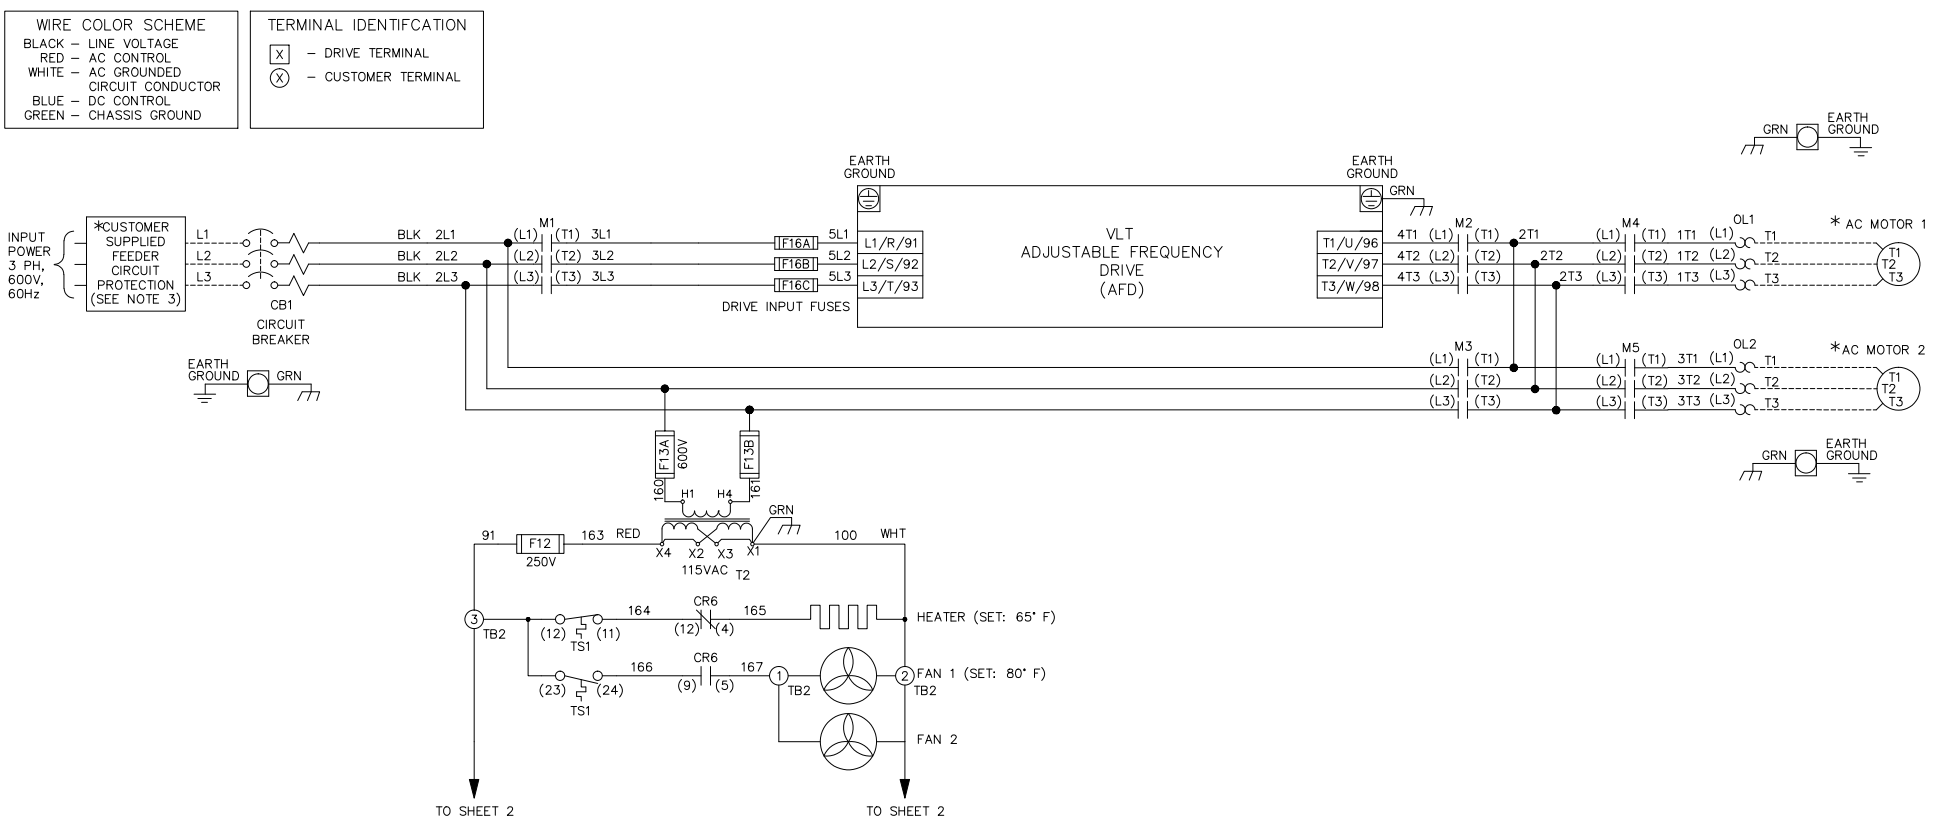 WIRE COLOR SCHEME
BLACK – LINE VOLTAGE
RED – AC CONTROL
WHITE – AC GROUNDED
CIRCUIT CONDUCTOR
BLUE – DC CONTROL
GREEN – CHASSIS GROUND
TERMINAL IDENTIFCATION
X – DRIVE TERMINAL
X – CUSTOMER TERMINAL
GRN
EARTH
GROUND
EARTH
GROUND
EARTH
GROUND
GRN
INPUT
POWER
3 PH,
600V,
60Hz
*CUSTOMER
SUPPLIED
FEEDER
CIRCUIT
PROTECTION
(SEE NOTE 3)
L1
L2
L3
CB1
CIRCUIT
BREAKER
BLK 2L1
BLK 2L2
BLK 2L3
M1
(L1) (T1) 3L1
(L2) (T2) 3L2
(L3) (T3) 3L3
F16A 5L1
F16B 5L2
F16C 5L3
DRIVE INPUT FUSES
L1/R/91
L2/S/92
L3/T/93
VLT
ADJUSTABLE FREQUENCY
DRIVE
(AFD)
T1/U/96
T2/V/97
T3/W/98
M2
4T1 (L1) (T1) 2T1
4T2 (L2) (T2) 2T2
4T3 (L3) (T3) 2T3
M4
(L1) (T1) 1T1 (L1)
(L2) (T2) 1T2 (L2)
(L3) (T3) 1T3 (L3)
OL1
T1
T2
T3
* AC MOTOR 1
T1
T2
T3
EARTH
GROUND
GRN
M3
(L1) (T1)
(L2) (T2)
(L3) (T3)
M5
(L1) (T1) 3T1 (L1)
(L2) (T2) 3T2 (L2)
(L3) (T3) 3T3 (L3)
OL2
T1
T2
T3
*AC MOTOR 2
T1
T2
T3
GRN
EARTH
GROUND
F13A
600V
F13B
160
161
H1 H4
GRN
91
F12
250V
163 RED
X4 X2 X3 X1
115VAC T2
100 WHT
3
TB2
(12) (11)
TS1
164
CR6
(12) (4)
165
HEATER (SET: 65° F)
(23) (24)
TS1
166
CR6
(9) (5)
167
1
TB2
2
TB2
FAN 1 (SET: 80° F)
FAN 2
TO SHEET 2
TO SHEET 2